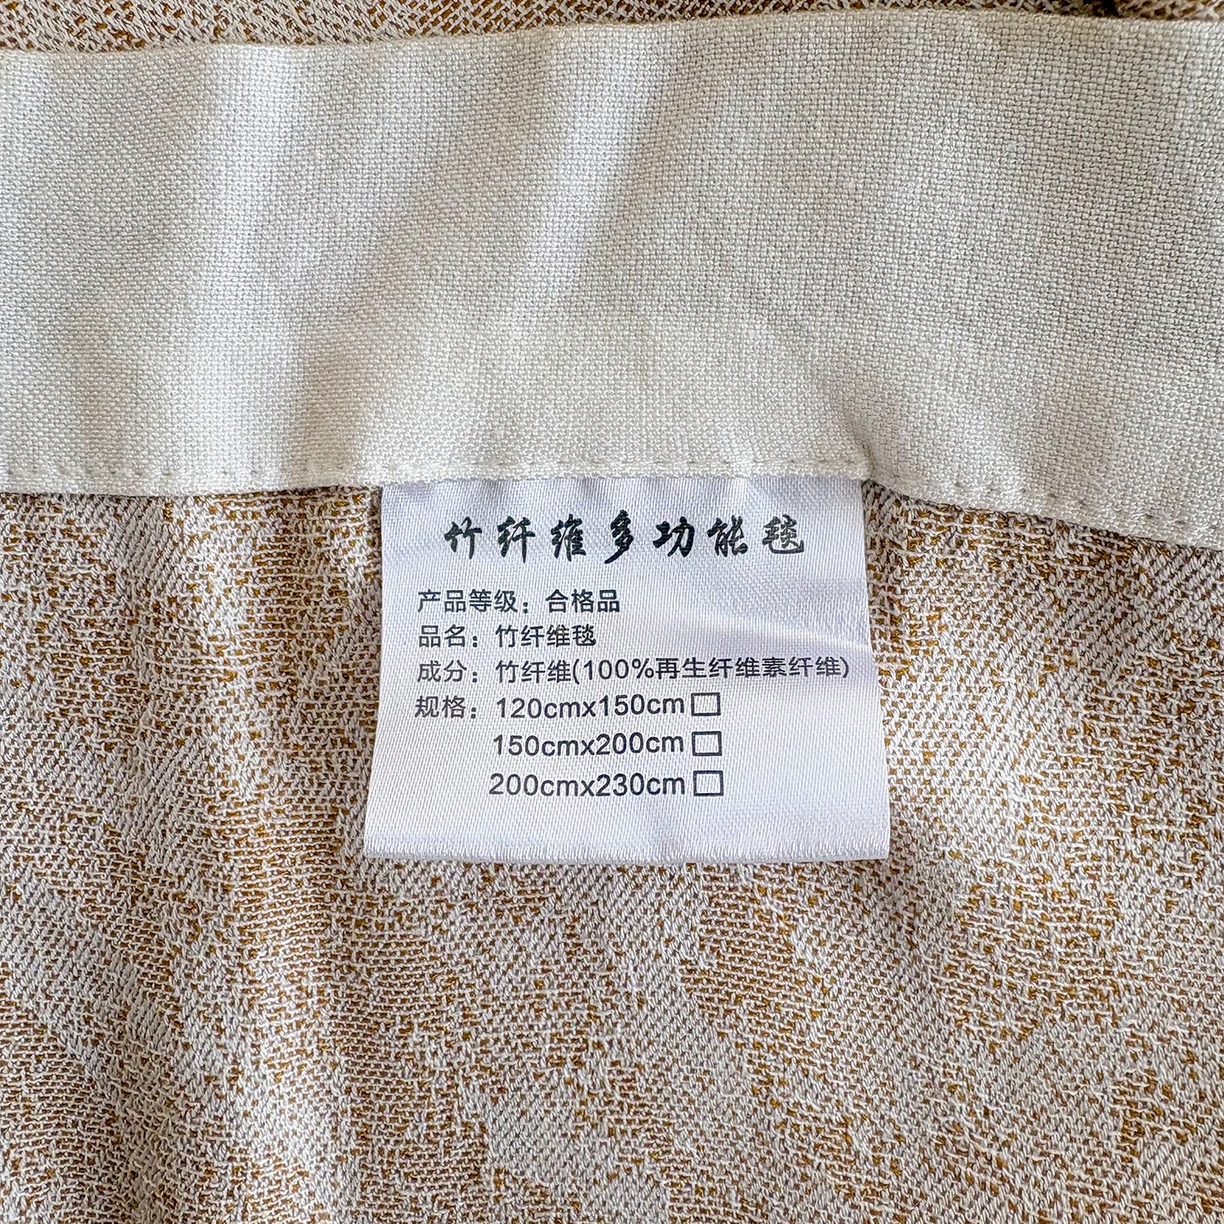 竹纤维多功能毯
产品等级：合格品
品名：竹纤维毯
成分：竹纤维(100%再生纤维素纤维)
规格：120cmx150cm□
150cmx200cm□
200cmx230cm□